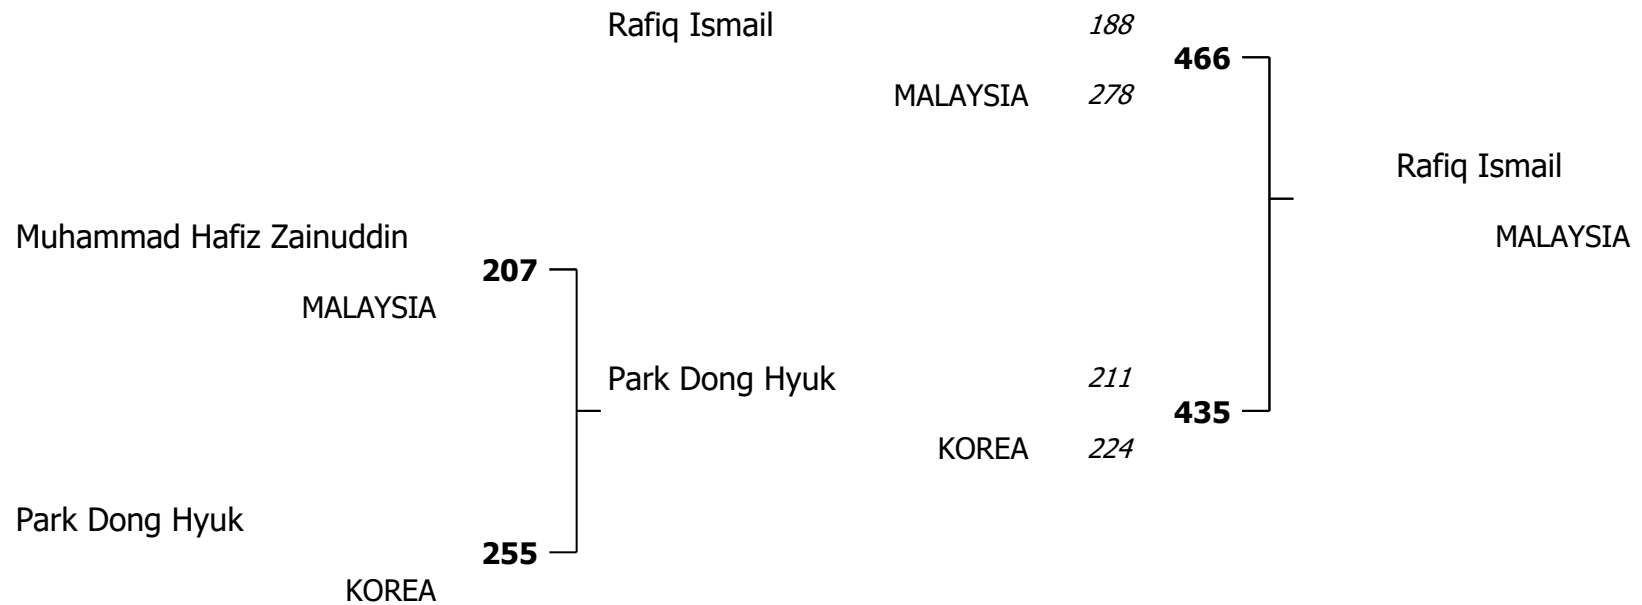 Rafiq Ismail 188
466
MALAYSIA 278
Rafiq Ismail
Muhammad Hafiz Zainuddin
MALAYSIA
207
MALAYSIA
Park Dong Hyuk 211
435
KOREA 224
Park Dong Hyuk
255
KOREA